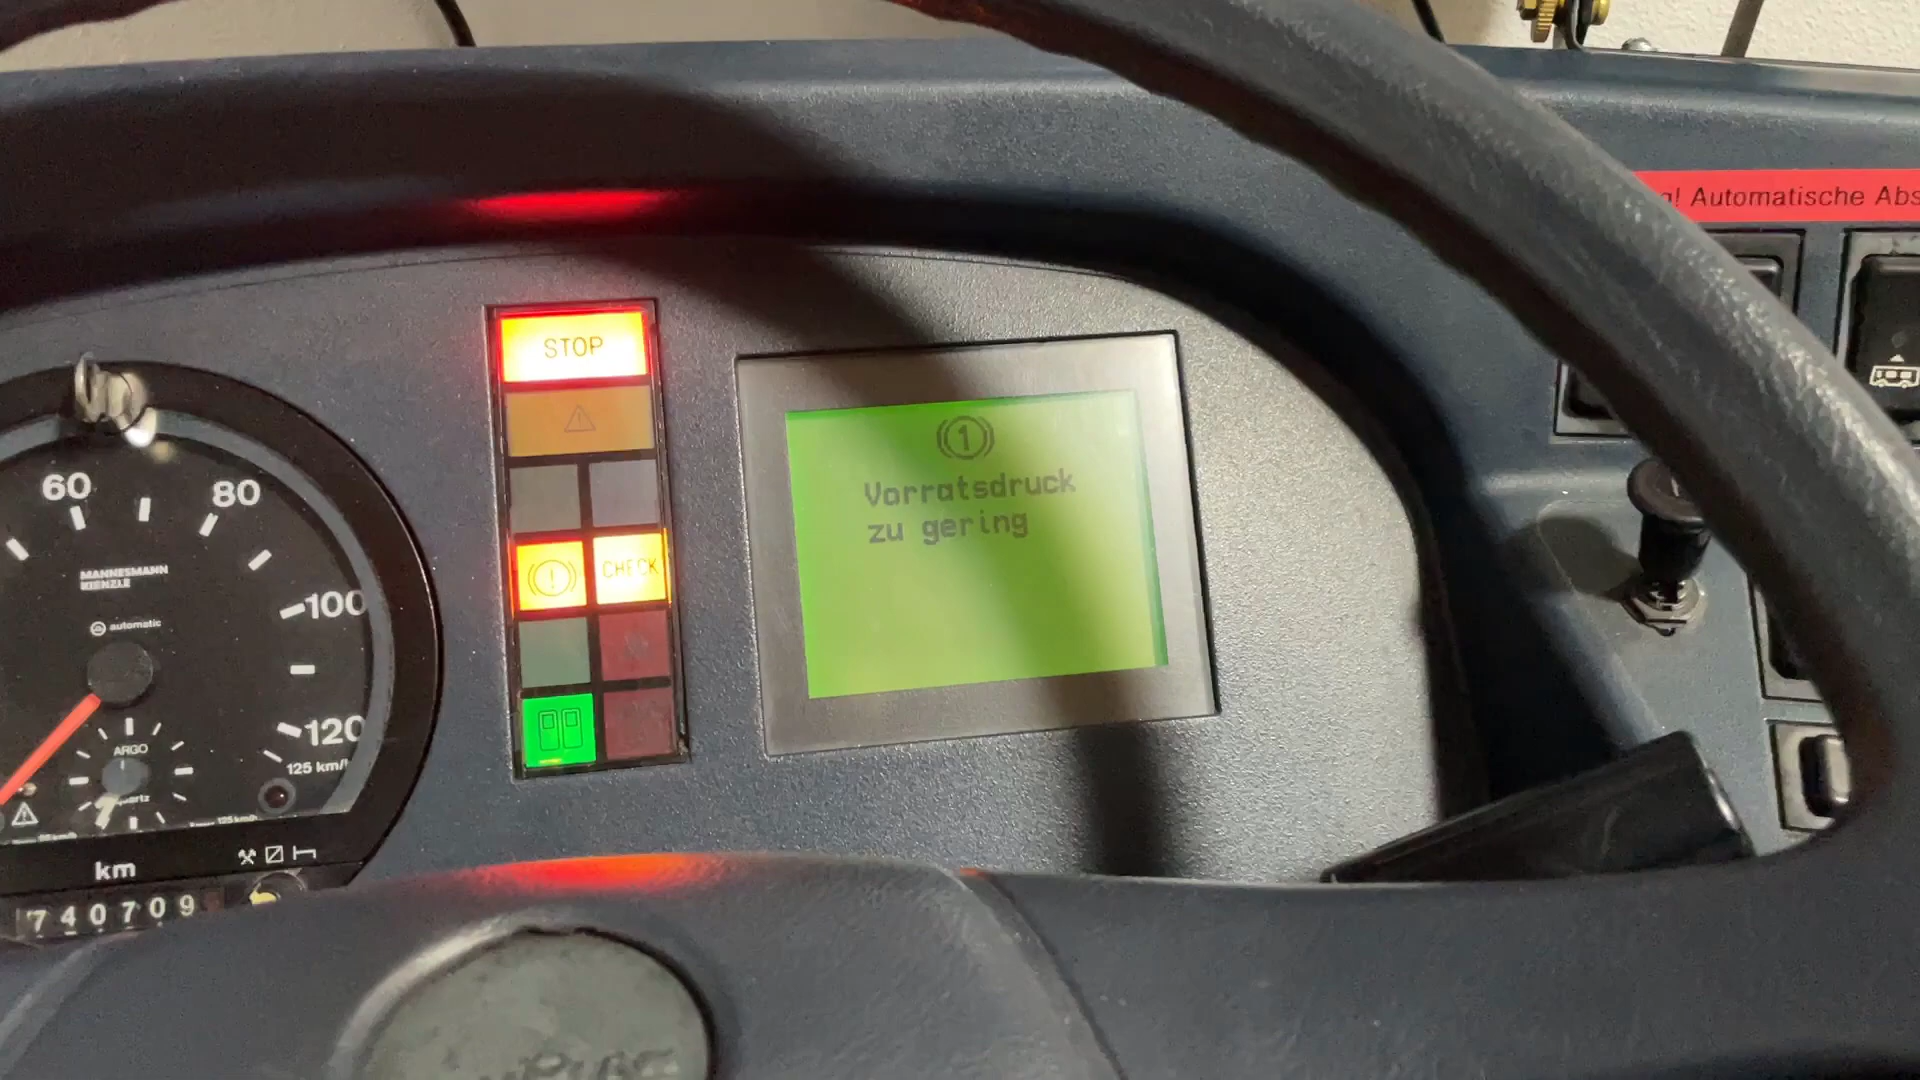 g! Automatische Abs
STOP
1
Vorratsdruck
zu gering
CHECK
60
80
100
120
125 km/h
MANNESMANN
KIENZLE
automatic
ARGO
quartz
km
740709